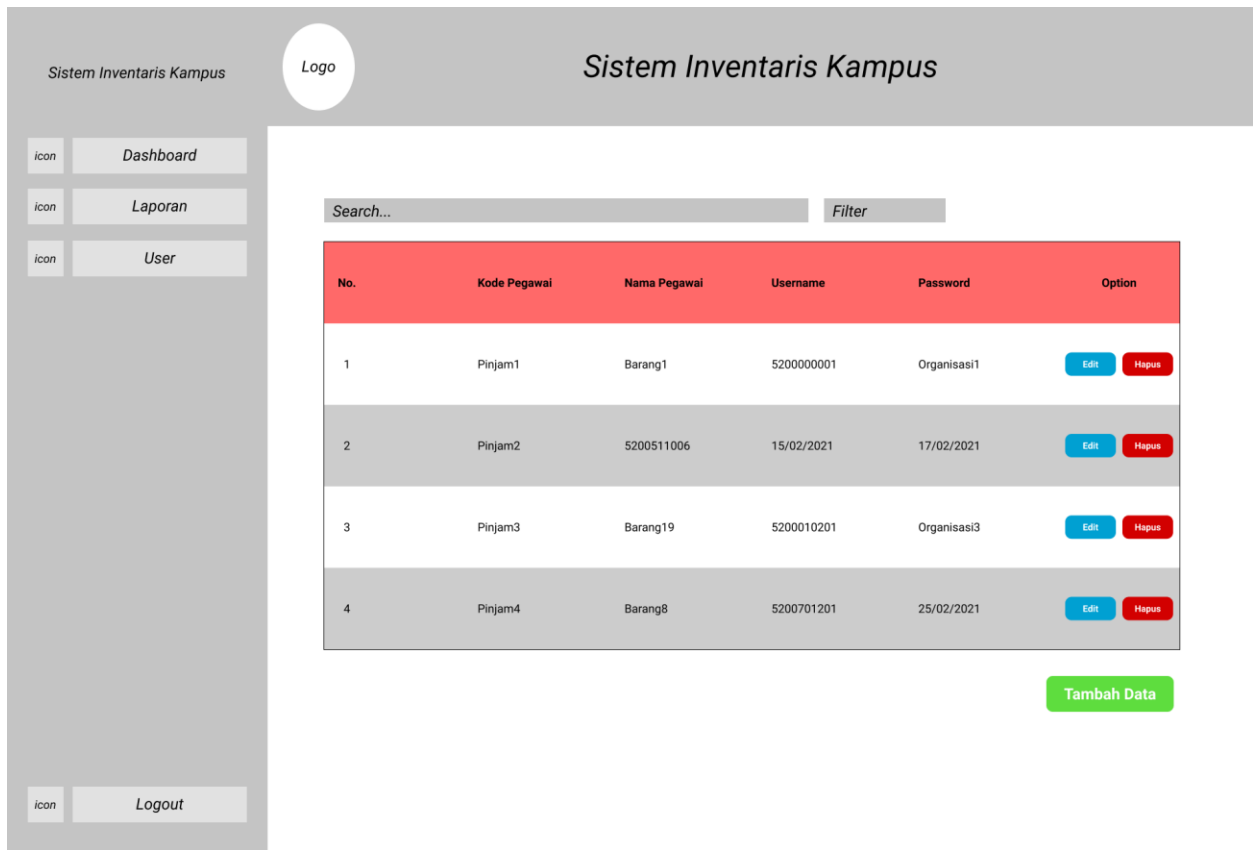 Sistem Inventaris Kampus
Logo
Sistem Inventaris Kampus
icon Dashboard
icon Laporan
icon User
Search... Filter
No. Kode Pegawai Nama Pegawai Username Password Option
1 Pinjam1 Barang1 5200000001 Organisasi1 Edit Hapus
2 Pinjam2 5200511006 15/02/2021 17/02/2021 Edit Hapus
3 Pinjam3 Barang19 5200010201 Organisasi3 Edit Hapus
4 Pinjam4 Barang8 5200701201 25/02/2021 Edit Hapus
Tambah Data
icon Logout